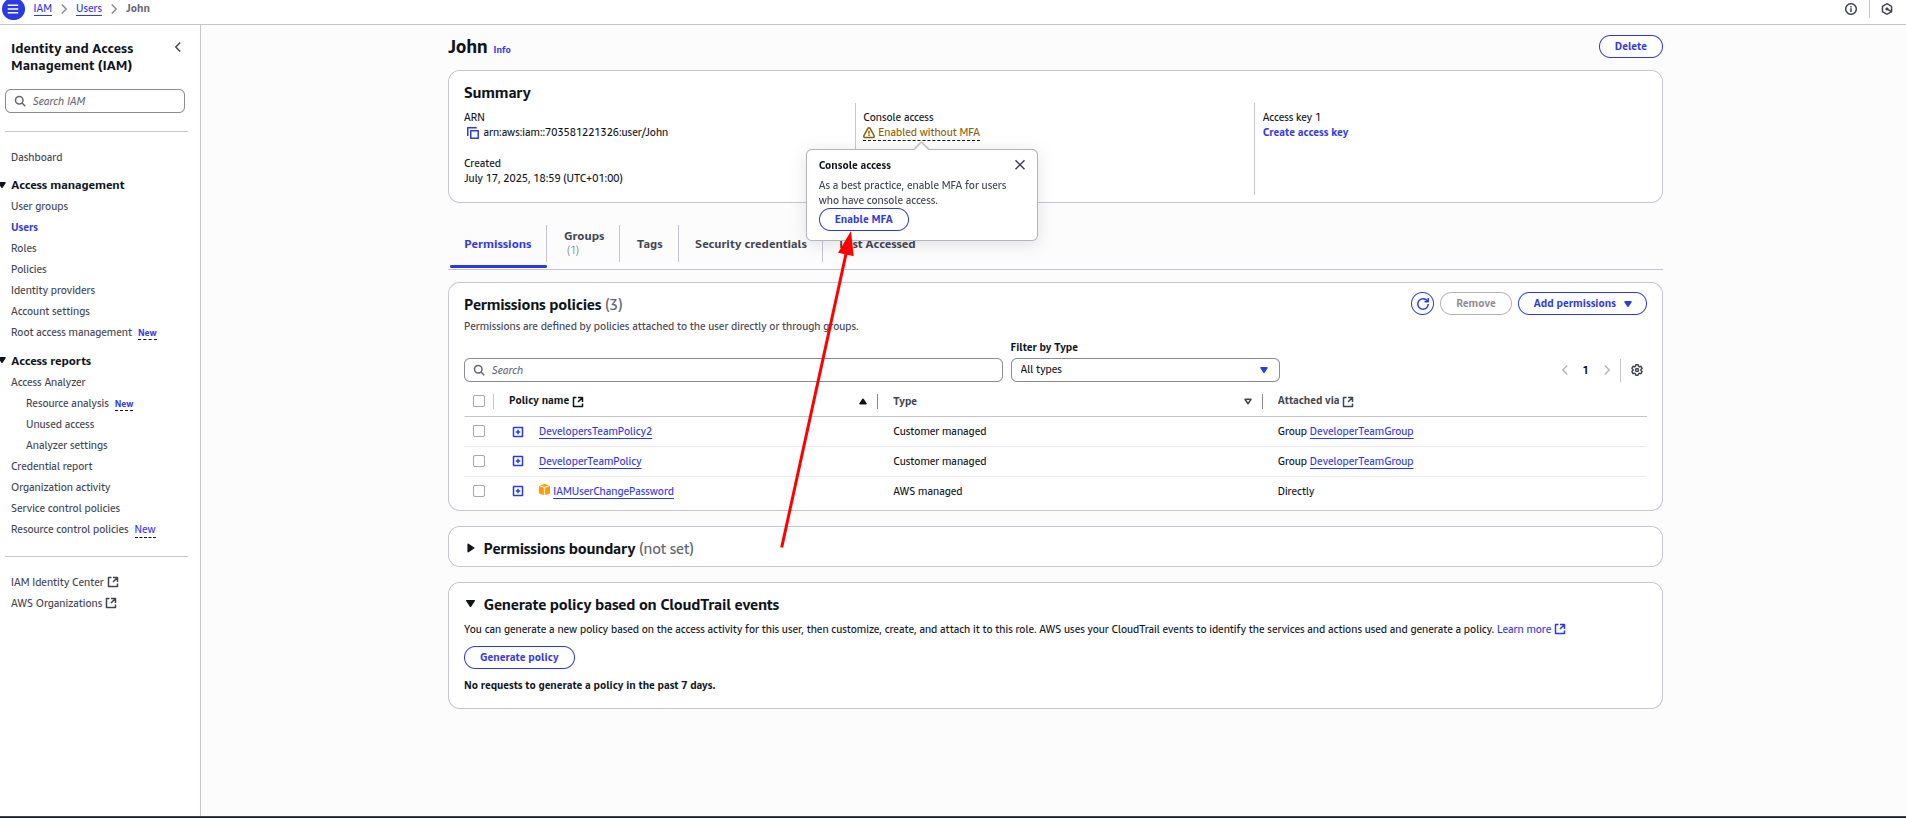 IAM > Users > John
Identity and Access
Management (IAM)
Search IAM
Dashboard
Access management
User groups
Users
Roles
Policies
Identity providers
Account settings
Root access management New
Access reports
Access Analyzer
Resource analysis New
Unused access
Analyzer settings
Credential report
Organization activity
Service control policies
Resource control policies New
IAM Identity Center
AWS Organizations
John Info
Delete
Summary
ARN
arn:aws:iam::703581221326:user/John
Created
July 17, 2025, 18:59 (UTC+01:00)
Console access
Enabled without MFA
Access key 1
Create access key
Console access
As a best practice, enable MFA for users
who have console access.
Enable MFA
Permissions
Groups
(1)
Tags
Security credentials
Accessed
Permissions policies (3)
Permissions are defined by policies attached to the user directly or through groups.
Remove
Add permissions
Filter by Type
Search
All types
1
Policy name Type Attached via
DevelopersTeamPolicy2 Customer managed Group DeveloperTeamGroup
DeveloperTeamPolicy Customer managed Group DeveloperTeamGroup
IAMUserChangePassword AWS managed Directly
Permissions boundary (not set)
Generate policy based on CloudTrail events
You can generate a new policy based on the access activity for this user, then customize, create, and attach it to this role. AWS uses your CloudTrail events to identify the services and actions used and generate a policy. Learn more
Generate policy
No requests to generate a policy in the past 7 days.